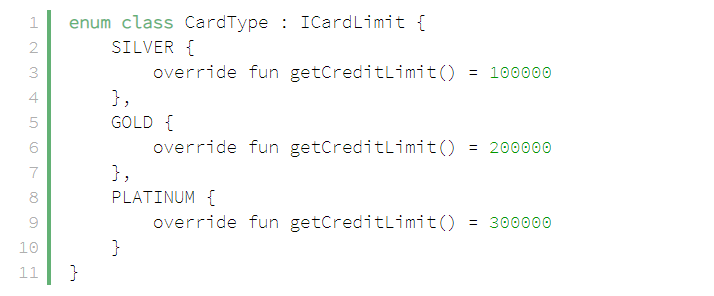 1 enum class CardType : ICardLimit {
2     SILVER {
3         override fun getCreditLimit() = 100000
4     },
5     GOLD {
6         override fun getCreditLimit() = 200000
7     },
8     PLATINUM {
9         override fun getCreditLimit() = 300000
10     }
11 }